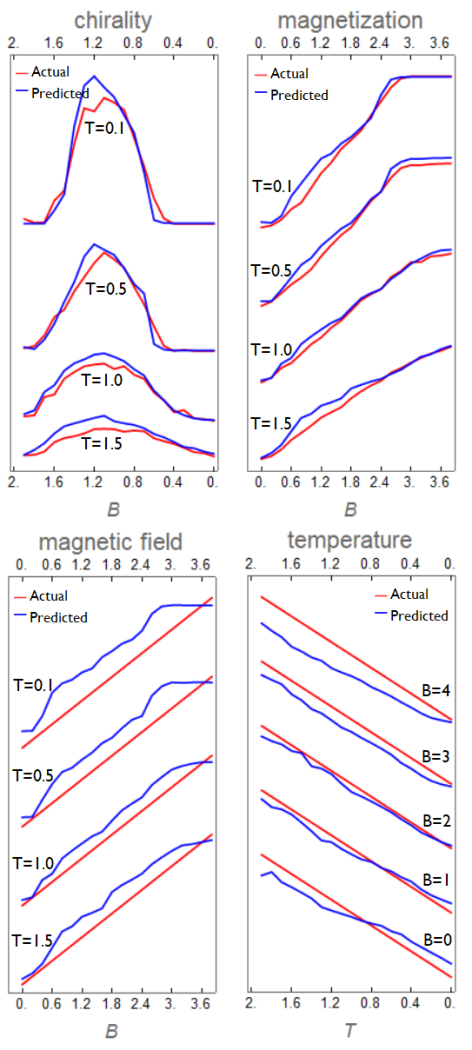 chirality
2. 1.6 1.2 0.8 0.4 0.
Actual
Predicted
T=0.1
T=0.5
T=1.0
T=1.5
2. 1.6 1.2 0.8 0.4 0.
B
magnetization
0. 0.6 1.2 1.8 2.4 3. 3.6
Actual
Predicted
T=0.1
T=0.5
T=1.0
T=1.5
0. 0.6 1.2 1.8 2.4 3. 3.6
B
magnetic field
0. 0.6 1.2 1.8 2.4 3. 3.6
Actual
Predicted
T=0.1
T=0.5
T=1.0
T=1.5
0. 0.6 1.2 1.8 2.4 3. 3.6
B
temperature
2. 1.6 1.2 0.8 0.4 0.
Actual
Predicted
B=4
B=3
B=2
B=1
B=0
2. 1.6 1.2 0.8 0.4 0.
T